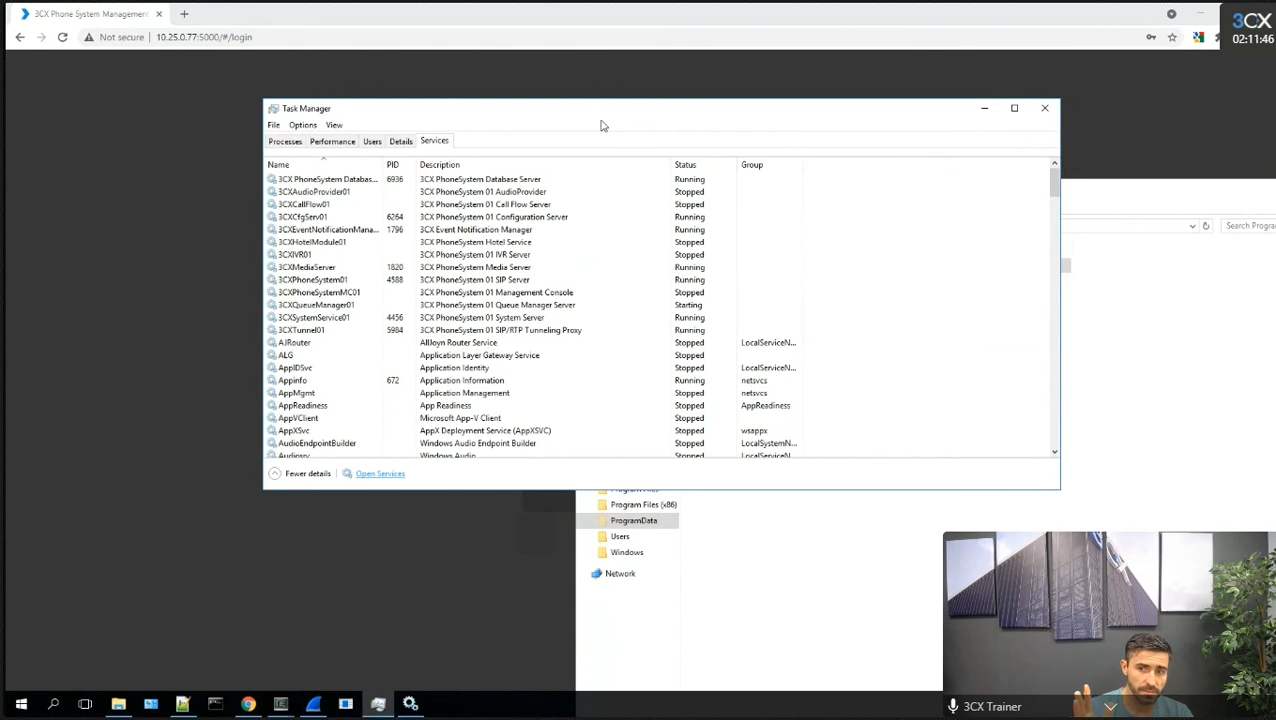 3CX Phone System Management
Not secure
10.25.0.77:5000/#/login
3CX
02:11:46
Task Manager
File Options View
Processes Performance Users Details Services
Name PID Description Status Group
3CX PhoneSystem Databas... 6936 3CX PhoneSystem Database Server Running
3CXAudioProvider01 3CX PhoneSystem 01 AudioProvider Stopped
3CXCallFlow01 3CX PhoneSystem 01 Call Flow Server Stopped
3CXCfgServ01 6264 3CX PhoneSystem 01 Configuration Server Running
3CXEventNotificationMana... 1796 3CX Event Notification Manager Running
3CXHotelModule01 3CX PhoneSystem Hotel Service Stopped
3CXIVR01 3CX PhoneSystem 01 IVR Server Stopped
3CXMediaServer 1820 3CX PhoneSystem Media Server Running
3CXPhoneSystem01 4588 3CX PhoneSystem 01 SIP Server Running
3CXPhoneSystemMC01 3CX PhoneSystem 01 Management Console Stopped
3CXQueueManager01 3CX PhoneSystem 01 Queue Manager Server Starting
3CXSystemService01 4456 3CX PhoneSystem 01 System Server Running
3CXTunnel01 5984 3CX PhoneSystem 01 SIP/RTP Tunneling Proxy Running
AJRouter AllJoyn Router Service Stopped LocalServiceN...
ALG Application Layer Gateway Service Stopped
AppIDSvc Application Identity Stopped LocalServiceN...
Appinfo 672 Application Information Running netsvcs
AppMgmt Application Management Stopped netsvcs
AppReadiness App Readiness Stopped AppReadiness
AppVClient Microsoft App-V Client Stopped
AppXSvc AppX Deployment Service (AppXSVC) Stopped wsappx
AudioEndpointBuilder Windows Audio Endpoint Builder Stopped LocalSystemN...
Audiosrv Windows Audio Stopped LocalServiceN...
Fewer details Open Services
Search Program
Program Files
Program Files (x86)
ProgramData
Users
Windows
Network
3CX Trainer